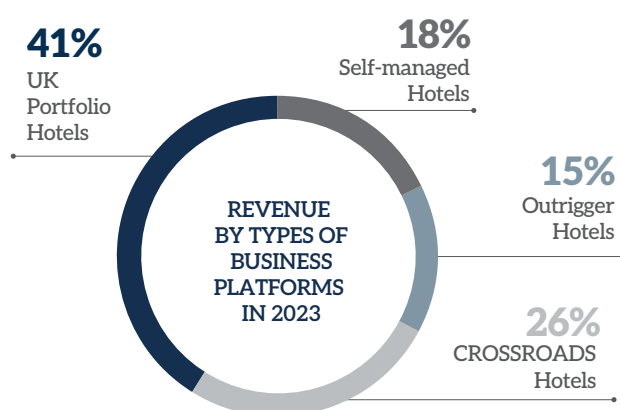 41%
UK
Portfolio
Hotels
18%
Self-managed
Hotels
15%
Outrigger
Hotels
REVENUE
BY TYPES OF
BUSINESS
PLATFORMS
IN 2023
26%
CROSSROADS
Hotels